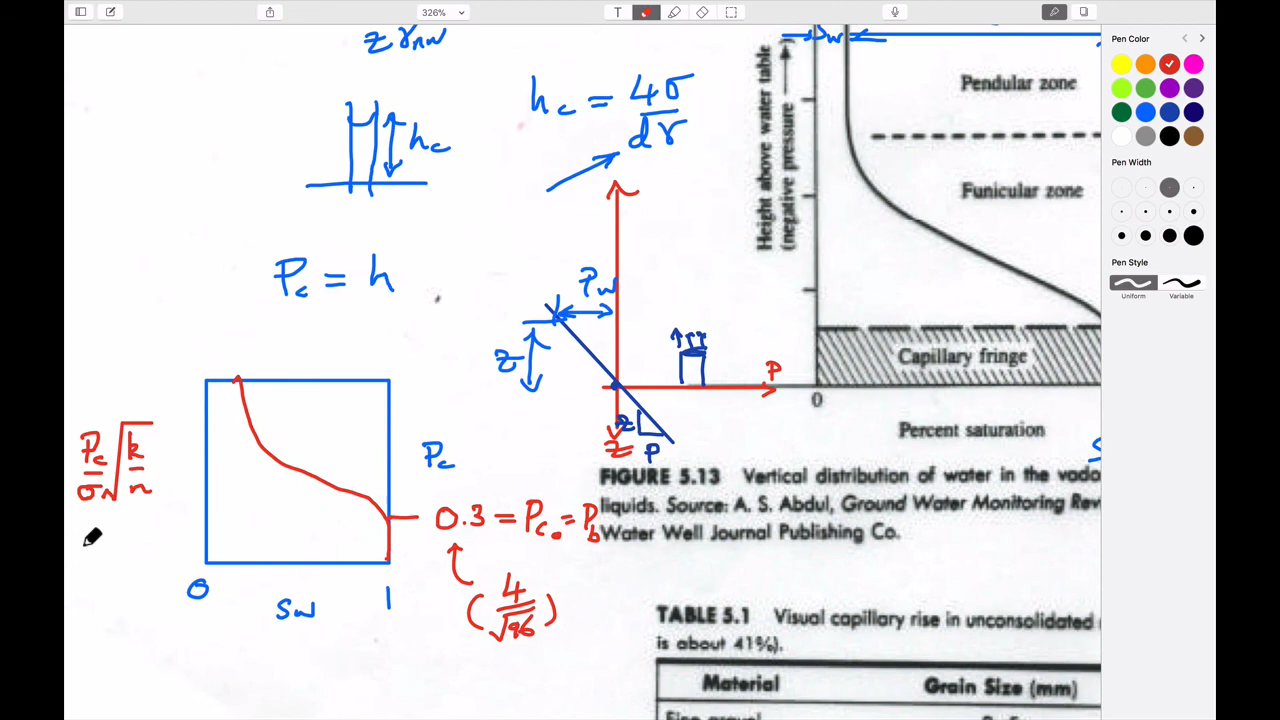 326%
T
z γnw
hc
hc = 4σ / dγ
Pc = h
Pw
z
P
z
z
P
Pc / σ √ k / n
Pc
0.3 = Pc₀ = Pb
( 4 / √96 )
0
Sw
1
Sw
Height above water table
(negative pressure)
Pendular zone
Funicular zone
Capillary fringe
0
Percent saturation
FIGURE 5.13 Vertical distribution of water in the vado
liquids. Source: A. S. Abdul, Ground Water Monitoring Rev
Water Well Journal Publishing Co.
TABLE 5.1 Visual capillary rise in unconsolidated
is about 41%).
Material
Grain Size (mm)
Fine gravel
Pen Color
Pen Width
Pen Style
Uniform
Variable